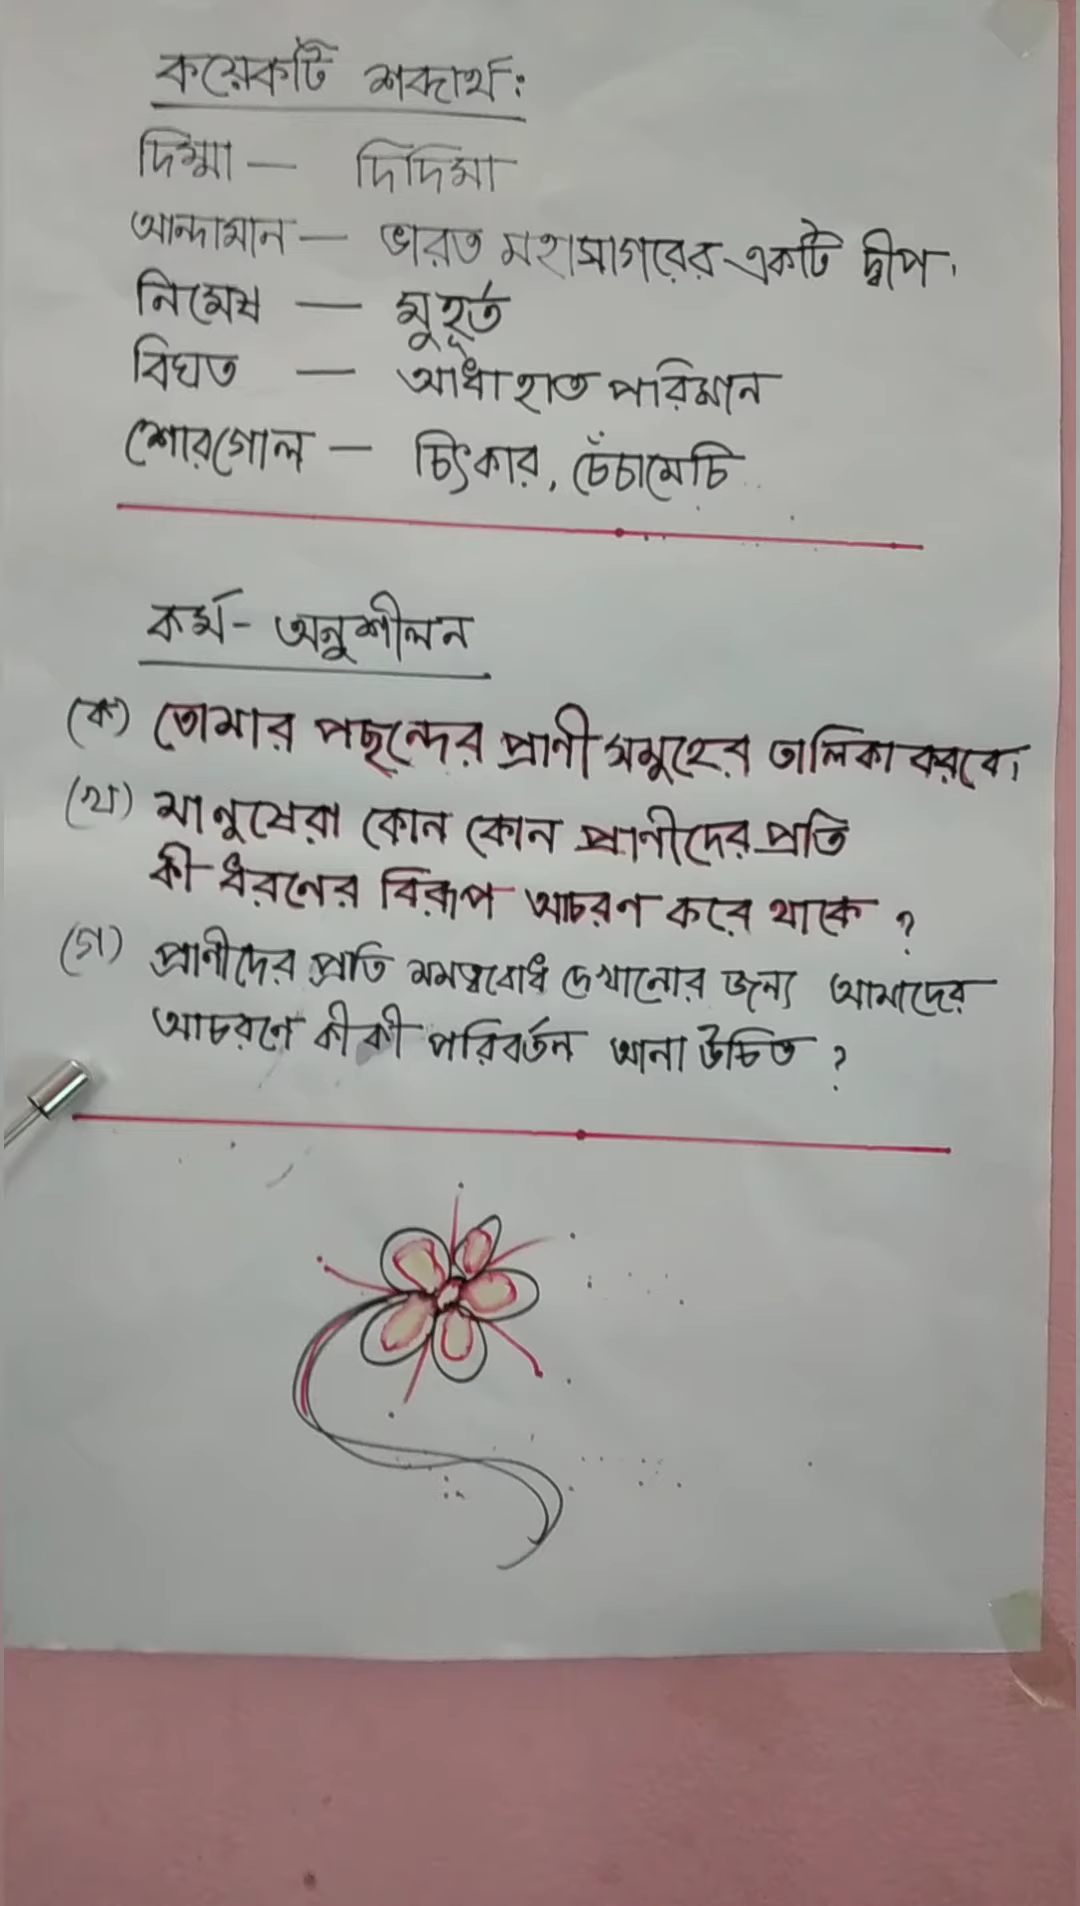 কয়েকটি শব্দার্থ:
দিম্মা — দিদিমা
আন্দামান — ভারত মহাসাগরের একটি দ্বীপ।
নিমেষ — মুহূর্ত
বিঘত — আধা হাত পরিমান
শোরগোল — চিৎকার, চেঁচামেচি
কর্ম-অনুশীলন
(ক) তোমার পছন্দের প্রাণী সমুহের তালিকা করবে।
(খ) মানুষেরা কোন কোন প্রাণীদের প্রতি
কী ধরনের বিরূপ আচরণ করে থাকে ?
(গ) প্রাণীদের প্রতি মমত্ববোধ দেখানোর জন্য আমাদের
আচরণে কী কী পরিবর্তন আনা উচিত ?